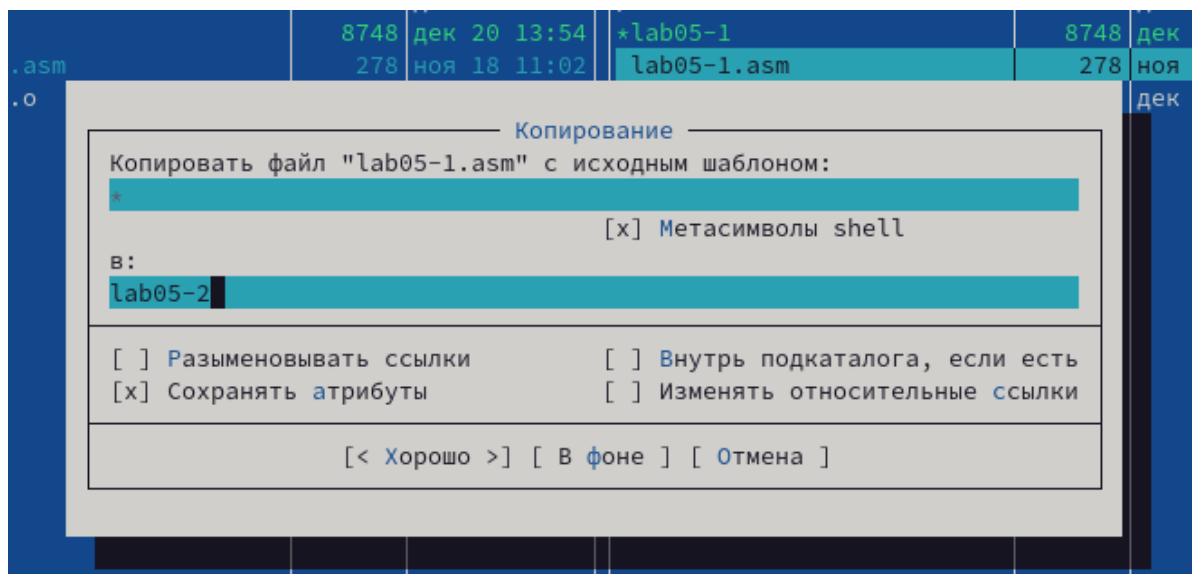 8748 дек 20 13:54 *lab05-1 8748 дек
.asm 278 ноя 18 11:02 lab05-1.asm 278 ноя
.o дек
Копирование
Копировать файл "lab05-1.asm" с исходным шаблоном:
*
[x] Метасимволы shell
в:
lab05-2
[ ] Разыменовывать ссылки [ ] Внутрь подкаталога, если есть
[x] Сохранять атрибуты [ ] Изменять относительные ссылки
[< Хорошо >] [ В фоне ] [ Отмена ]